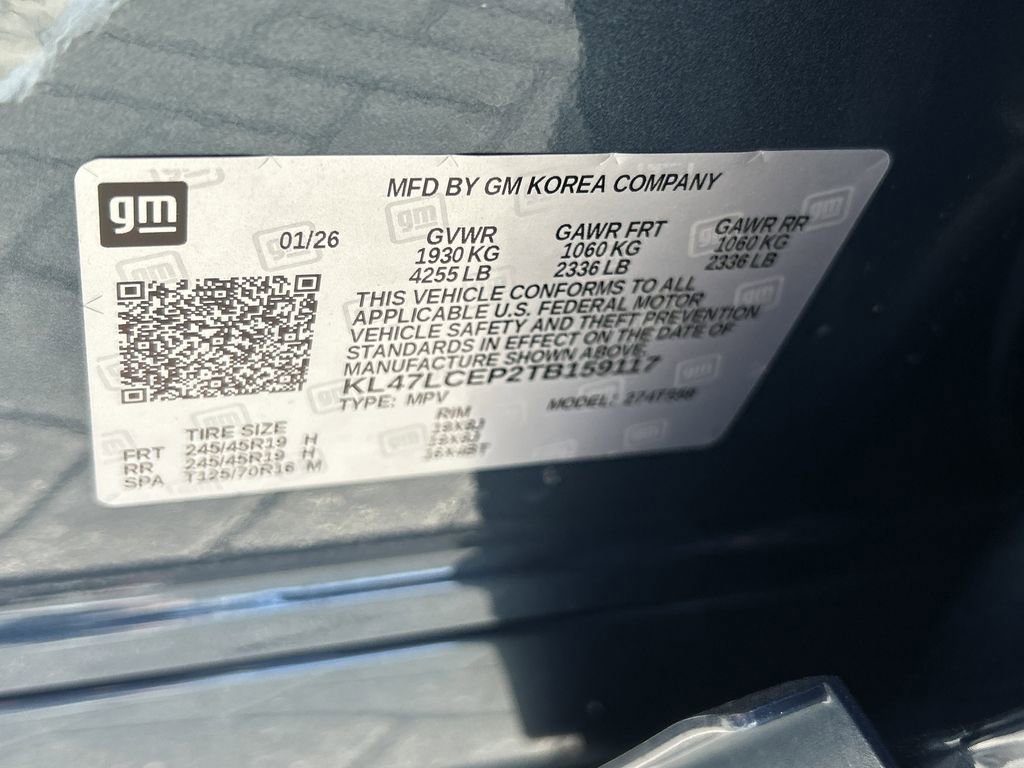 gm
MFD BY GM KOREA COMPANY
01/26
GVWR
1930 KG
4255 LB
GAWR FRT
1060 KG
2336 LB
GAWR RR
1060 KG
2336 LB
THIS VEHICLE CONFORMS TO ALL
APPLICABLE U.S. FEDERAL MOTOR
VEHICLE SAFETY AND THEFT PREVENTION
STANDARDS IN EFFECT ON THE DATE OF
MANUFACTURE SHOWN ABOVE.
KL47LCEP2TB159117
TYPE: MPV
MODEL:
TIRE SIZE
RIM
FRT 245/45R19 H
RR 245/45R19 H
SPA T125/70R16 M